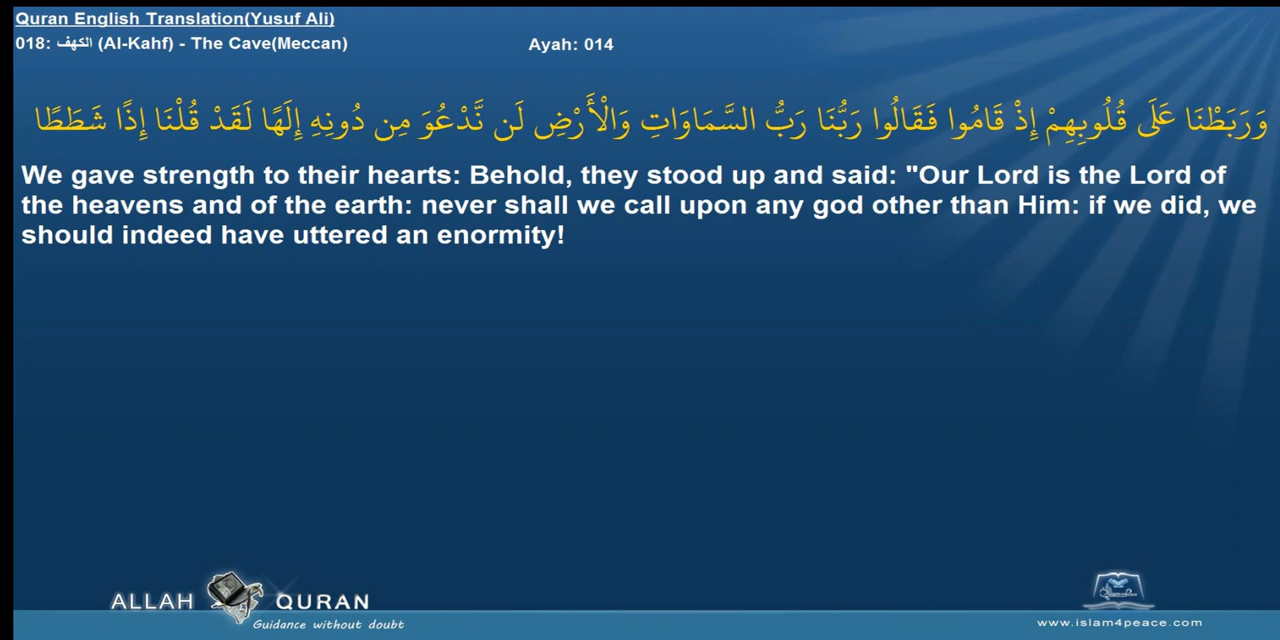 Quran English Translation(Yusuf Ali)
018: الكهف (Al-Kahf) - The Cave(Meccan) Ayah: 014
وَرَبَطْنَا عَلَى قُلُوبِهِمْ إِذْ قَامُوا فَقَالُوا رَبُّنَا رَبُّ السَّمَاوَاتِ وَالْأَرْضِ لَن نَّدْعُوَ مِن دُونِهِ إِلَهًا لَقَدْ قُلْنَا إِذًا شَطَطًا
We gave strength to their hearts: Behold, they stood up and said: "Our Lord is the Lord of
the heavens and of the earth: never shall we call upon any god other than Him: if we did, we
should indeed have uttered an enormity!
ALLAH QURAN
Guidance without doubt
www.islam4peace.com